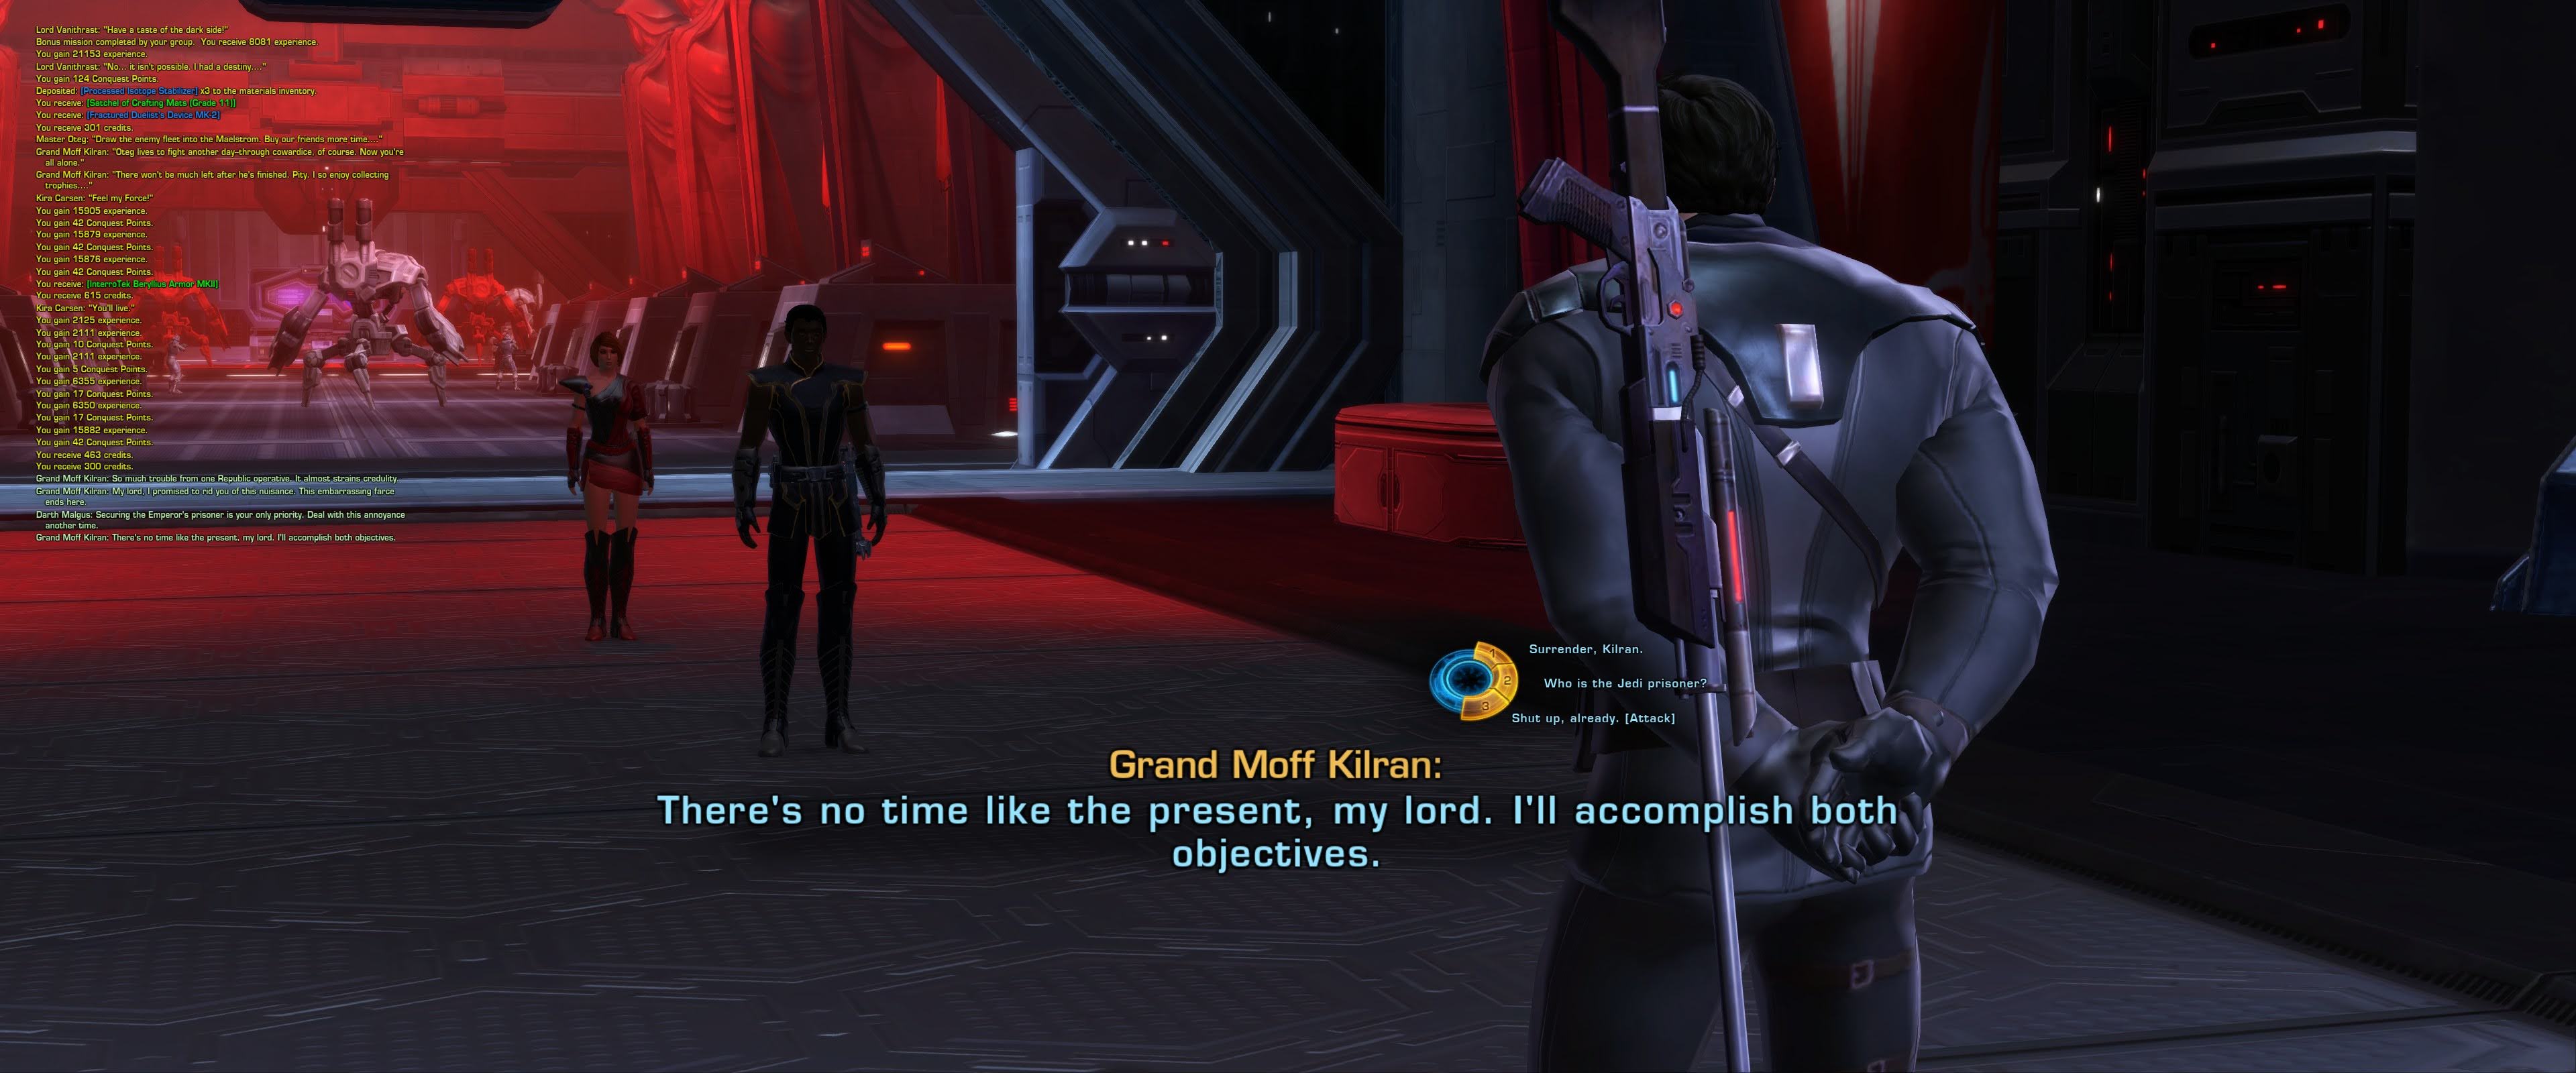 Lord Vanithrast: "Have a taste of the dark side!"
Bonus mission completed by your group. You receive 8081 experience.
You gain 21153 experience.
Lord Vanithrast: "No... it isn't possible. I had a destiny...."
You gain 124 Conquest Points.
Deposited: [Processed Isotope Stabilizer] x3 to the materials inventory.
You receive: [Satchel of Crafting Mats (Grade 11)]
You receive: [Fractured Duelist's Device MK-2]
You receive 301 credits.
Master Oteg: "Draw the enemy fleet into the Maelstrom. Buy our friends more time...."
Grand Moff Kilran: "Oteg lives to fight another day-through cowardice, of course. Now you're
all alone."
Grand Moff Kilran: "There won't be much left after he's finished. Pity. I so enjoy collecting
trophies...."
Kira Carsen: "Feel my Force!"
You gain 15905 experience.
You gain 42 Conquest Points.
You gain 15879 experience.
You gain 42 Conquest Points.
You gain 15876 experience.
You gain 42 Conquest Points.
You receive: [InterroTek Beryllius Armor MKII]
You receive 615 credits.
Kira Carsen: "You'll live."
You gain 2125 experience.
You gain 2111 experience.
You gain 10 Conquest Points.
You gain 2111 experience.
You gain 5 Conquest Points.
You gain 6355 experience.
You gain 17 Conquest Points.
You gain 6350 experience.
You gain 17 Conquest Points.
You gain 15882 experience.
You gain 42 Conquest Points.
You receive 463 credits.
You receive 300 credits.
Grand Moff Kilran: So much trouble from one Republic operative. It almost strains credulity.
Grand Moff Kilran: My lord, I promised to rid you of this nuisance. This embarrassing farce
ends here.
Darth Malgus: Securing the Emperor's prisoner is your only priority. Deal with this annoyance
another time.
Grand Moff Kilran: There's no time like the present, my lord. I'll accomplish both objectives.
1 Surrender, Kilran.
2 Who is the Jedi prisoner?
3 Shut up, already. [Attack]
Grand Moff Kilran:
There's no time like the present, my lord. I'll accomplish both
objectives.